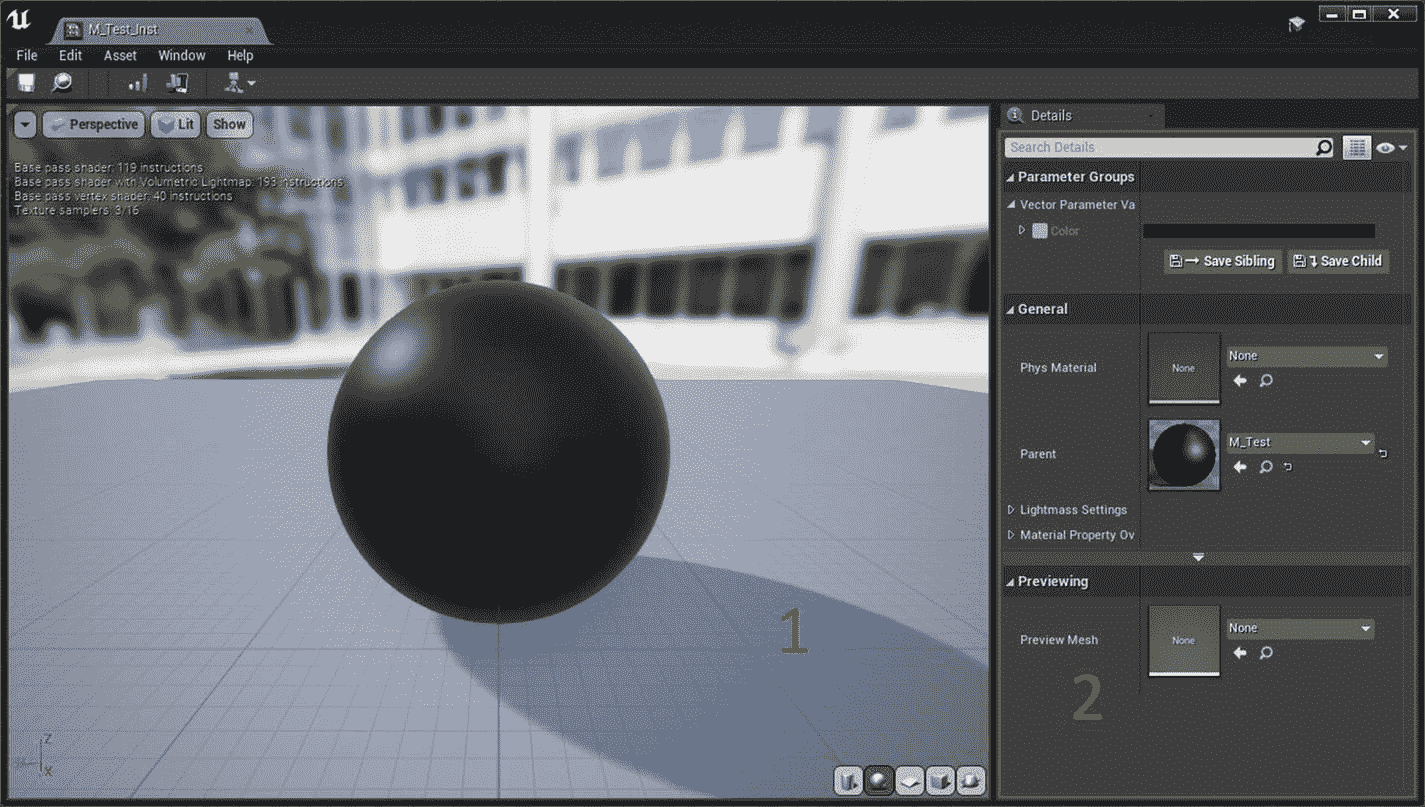 M_Test_Inst
File Edit Asset Window Help
Perspective Lit Show
Base pass shader: 119 instructions
Base pass shader with Volumetric Lightmap: 193 instructions
Base pass vertex shader: 40 instructions
Texture samplers: 3/16
1
Z
X
Details
Search Details
Parameter Groups
Vector Parameter Va
Color
Save Sibling Save Child
General
Phys Material None None
Parent M_Test
Lightmass Settings
Material Property Ov
Previewing
Preview Mesh None None
2